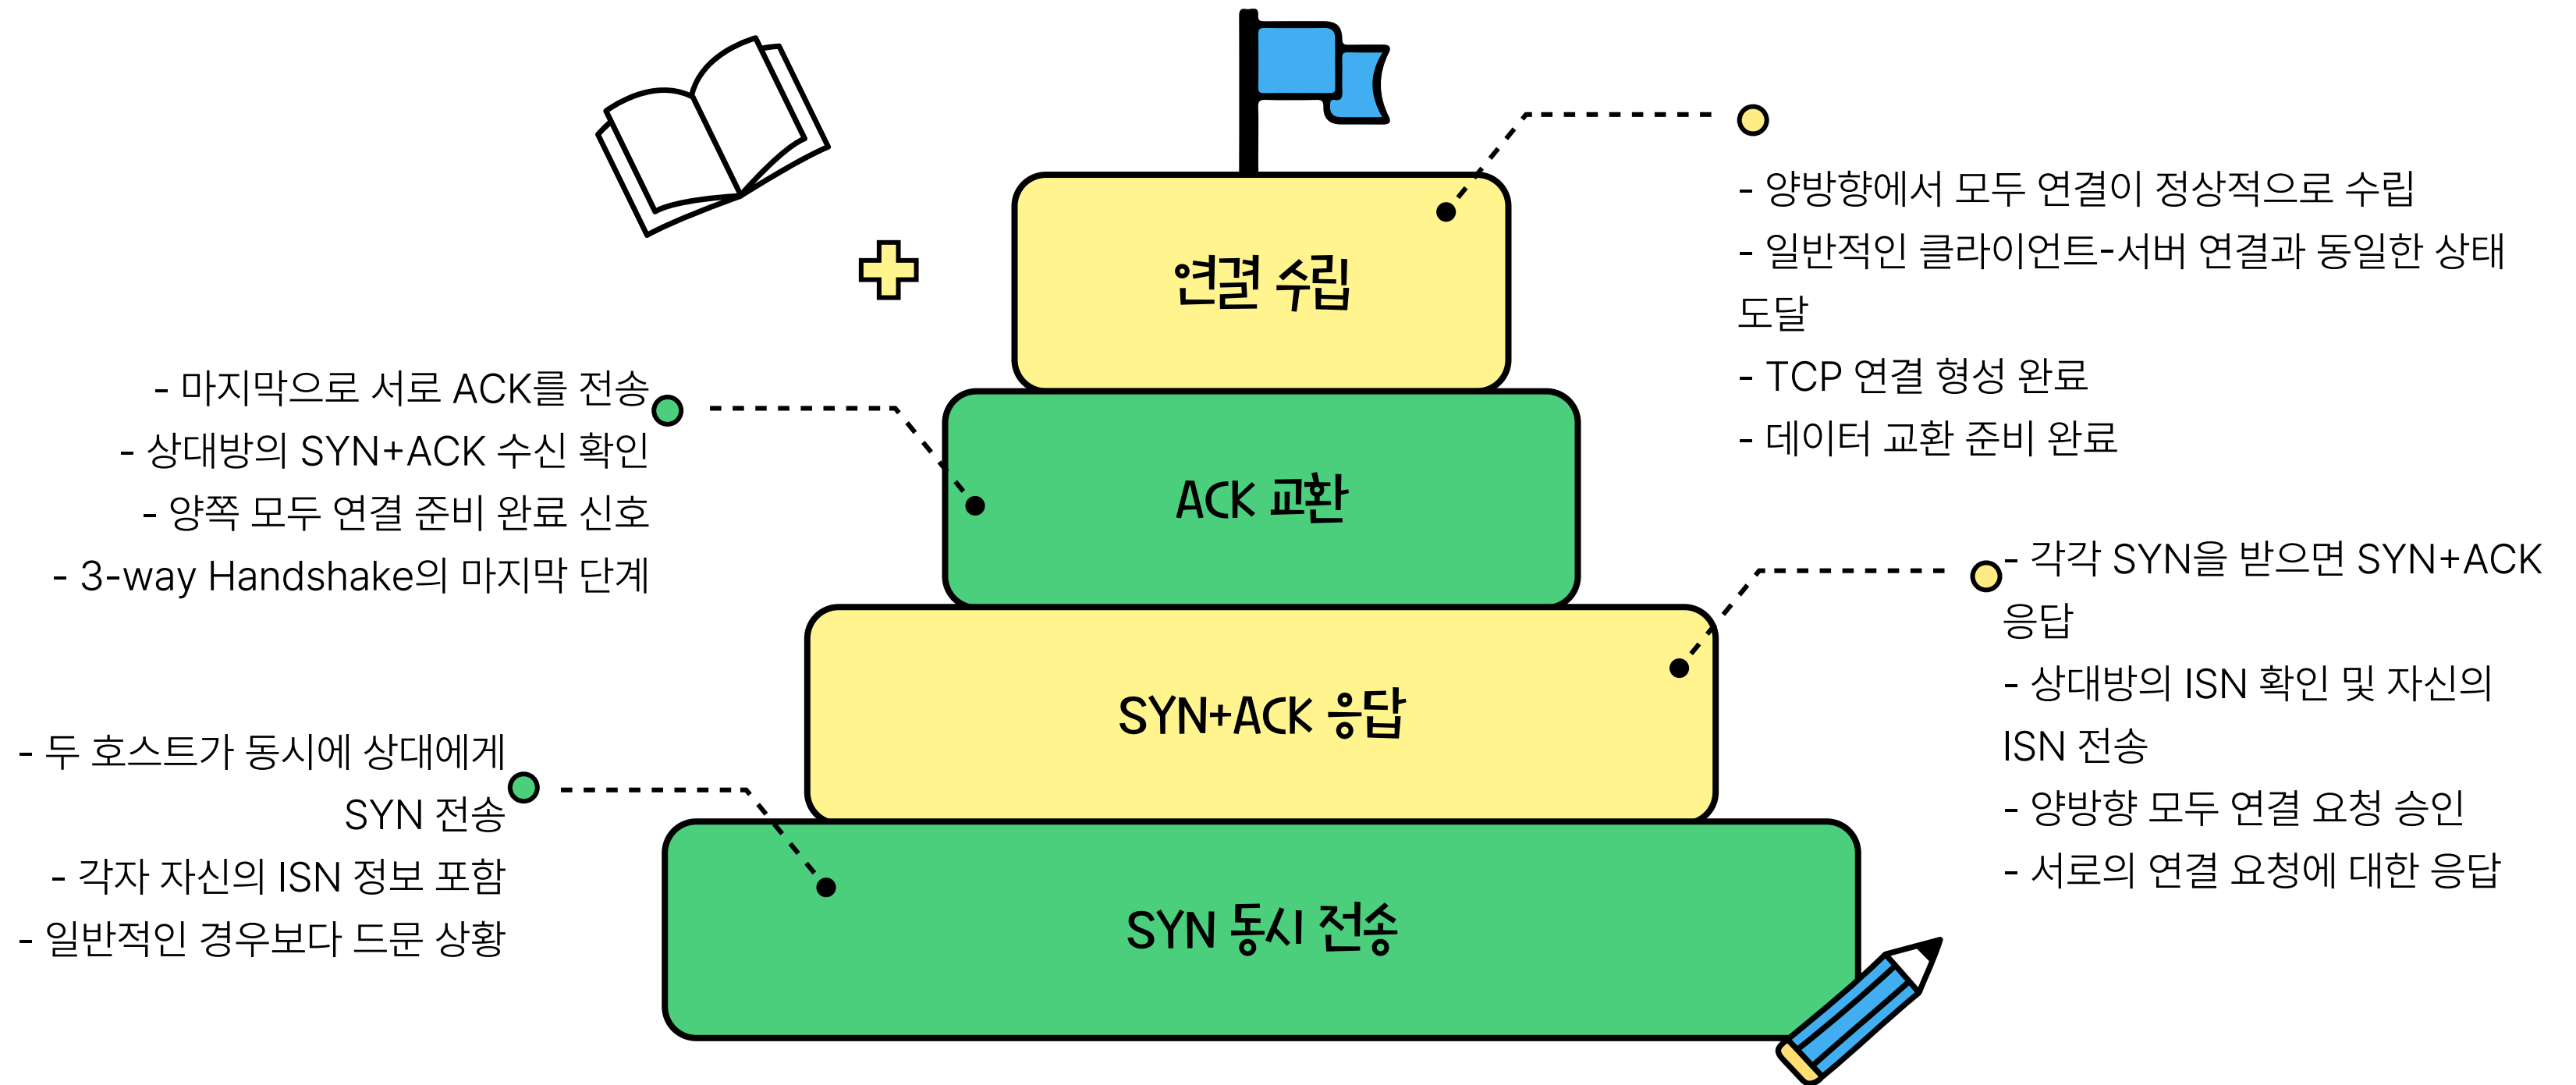 연결 수립
- 양방향에서 모두 연결이 정상적으로 수립
- 일반적인 클라이언트-서버 연결과 동일한 상태
도달
- TCP 연결 형성 완료
- 데이터 교환 준비 완료
- 마지막으로 서로 ACK를 전송
- 상대방의 SYN+ACK 수신 확인
- 양쪽 모두 연결 준비 완료 신호
- 3-way Handshake의 마지막 단계
ACK 교환
SYN+ACK 응답
- 각각 SYN을 받으면 SYN+ACK
응답
- 상대방의 ISN 확인 및 자신의
ISN 전송
- 양방향 모두 연결 요청 승인
- 서로의 연결 요청에 대한 응답
- 두 호스트가 동시에 상대에게
SYN 전송
- 각자 자신의 ISN 정보 포함
- 일반적인 경우보다 드문 상황
SYN 동시 전송